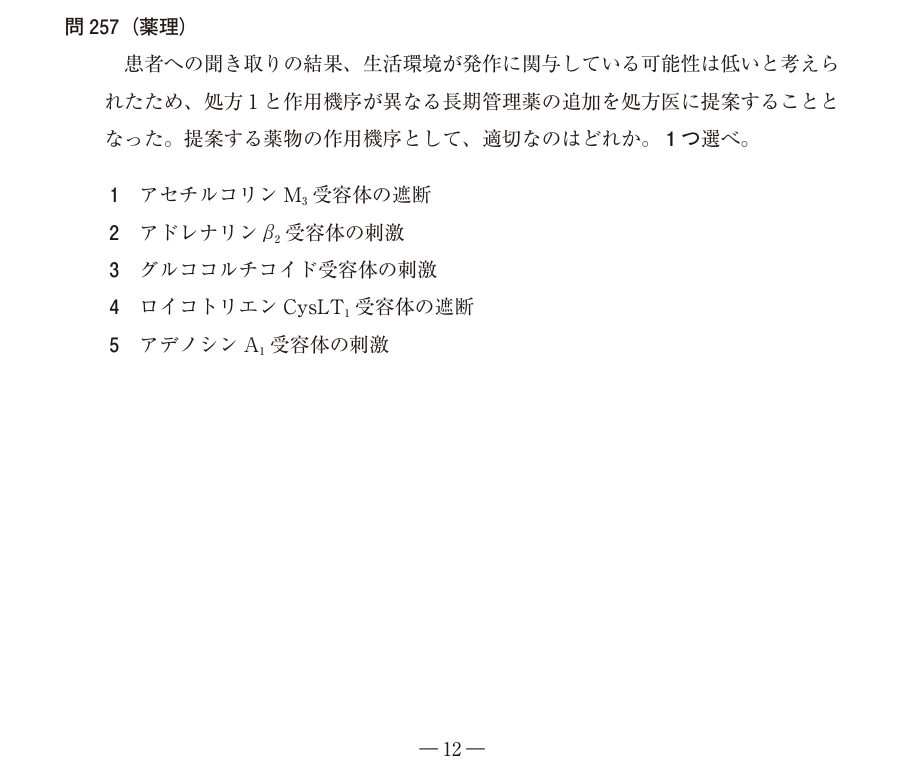 問 257（薬理）
患者への聞き取りの結果、生活環境が発作に関与している可能性は低いと考えら
れたため、処方１と作用機序が異なる長期管理薬の追加を処方医に提案することと
なった。提案する薬物の作用機序として、適切なのはどれか。１つ選べ。
1 アセチルコリン M₃ 受容体の遮断
2 アドレナリン β₂ 受容体の刺激
3 グルココルチコイド受容体の刺激
4 ロイコトリエン CysLT₁ 受容体の遮断
5 アデノシン A₁ 受容体の刺激
― 12 ―